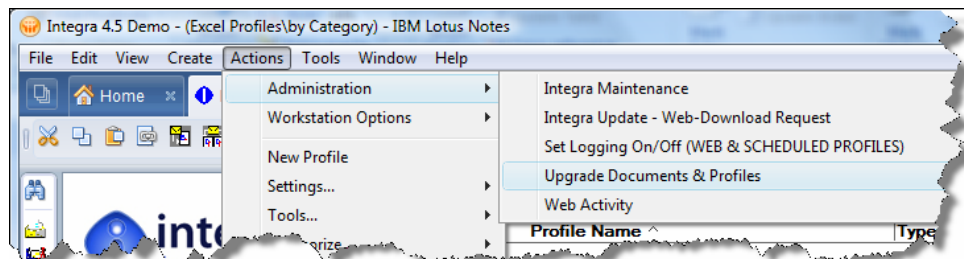 Integra 4.5 Demo - (Excel Profiles\by Category) - IBM Lotus Notes
File Edit View Create Actions Tools Window Help
Home
Administration
Workstation Options
New Profile
Settings...
Tools...
Integra Maintenance
Integra Update - Web-Download Request
Set Logging On/Off (WEB & SCHEDULED PROFILES)
Upgrade Documents & Profiles
Web Activity
inte
Profile Name Type